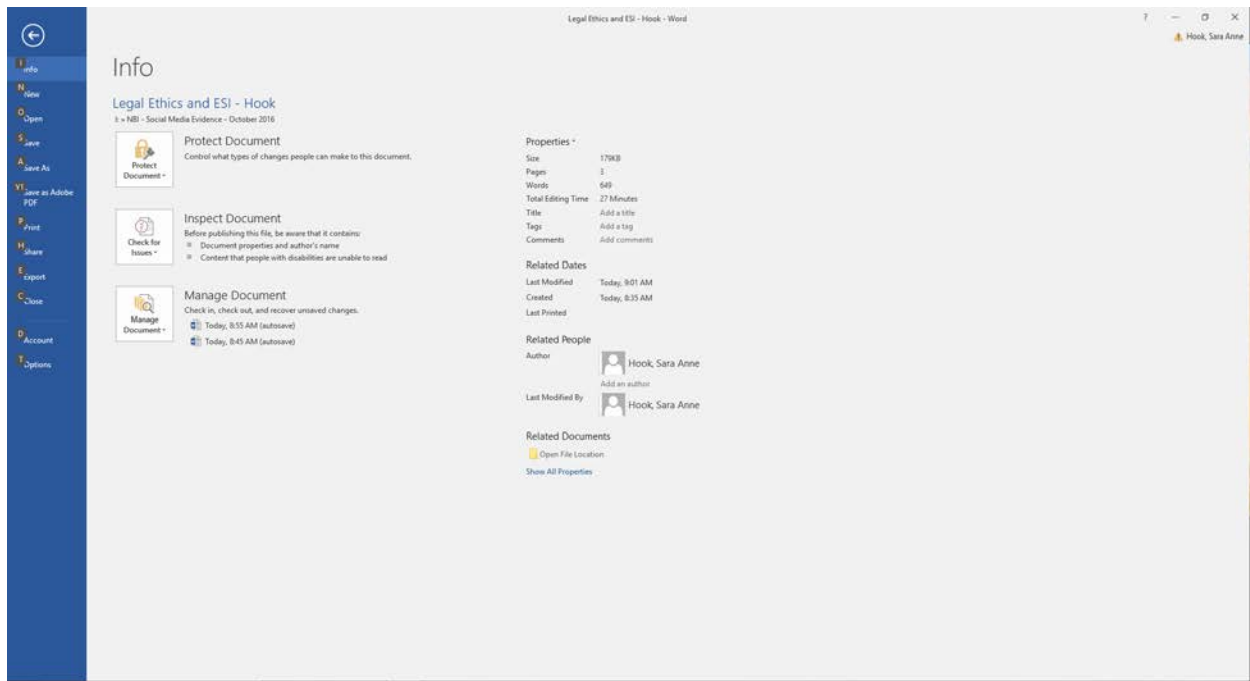 Legal Ethics and ESI - Hook - Word
?
Hook, Sara Anne
I
Info
N
New
O
Open
S
Save
A
Save As
Y1
Save as Adobe
PDF
P
Print
H
Share
E
Export
C
Close
D
Account
T
Options
Info
Legal Ethics and ESI - Hook
» NBI - Social Media Evidence - October 2016
Protect
Document
Protect Document
Control what types of changes people can make to this document.
Check for
Issues
Inspect Document
Before publishing this file, be aware that it contains:
Document properties and author's name
Content that people with disabilities are unable to read
Manage
Document
Manage Document
Check in, check out, and recover unsaved changes.
Today, 8:55 AM (autosave)
Today, 8:45 AM (autosave)
Properties
Size 179KB
Pages 3
Words 649
Total Editing Time 27 Minutes
Title Add a title
Tags Add a tag
Comments Add comments
Related Dates
Last Modified Today, 9:01 AM
Created Today, 8:35 AM
Last Printed
Related People
Author Hook, Sara Anne
Add an author
Last Modified By Hook, Sara Anne
Related Documents
Open File Location
Show All Properties